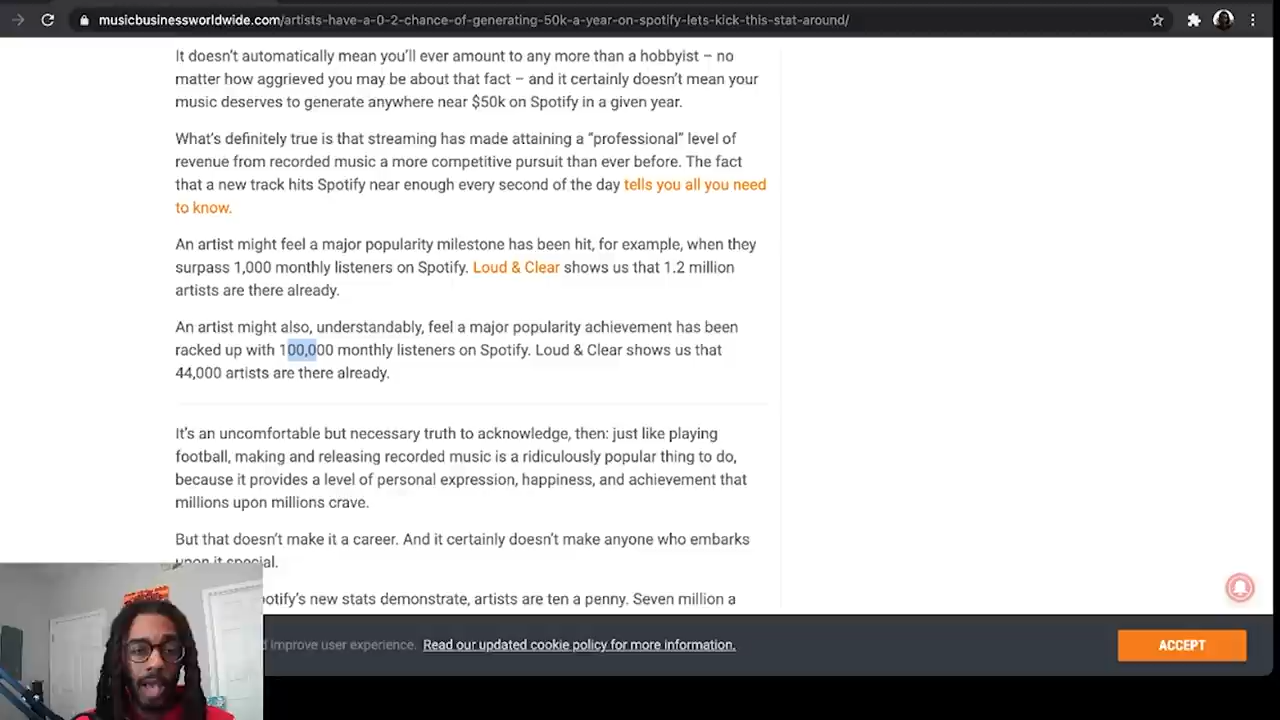 musicbusinessworldwide.com/artists-have-a-0-2-chance-of-generating-50k-a-year-on-spotify-lets-kick-this-stat-around/
It doesn't automatically mean you'll ever amount to any more than a hobbyist – no
matter how aggrieved you may be about that fact – and it certainly doesn't mean your
music deserves to generate anywhere near $50k on Spotify in a given year.
What's definitely true is that streaming has made attaining a “professional” level of
revenue from recorded music a more competitive pursuit than ever before. The fact
that a new track hits Spotify near enough every second of the day tells you all you need
to know.
An artist might feel a major popularity milestone has been hit, for example, when they
surpass 1,000 monthly listeners on Spotify. Loud & Clear shows us that 1.2 million
artists are there already.
An artist might also, understandably, feel a major popularity achievement has been
racked up with 100,000 monthly listeners on Spotify. Loud & Clear shows us that
44,000 artists are there already.
It's an uncomfortable but necessary truth to acknowledge, then: just like playing
football, making and releasing recorded music is a ridiculously popular thing to do,
because it provides a level of personal expression, happiness, and achievement that
millions upon millions crave.
But that doesn't make it a career. And it certainly doesn't make anyone who embarks
upon it special.
new stats demonstrate, artists are ten a penny. Seven million a
improve user experience. Read our updated cookie policy for more information.
ACCEPT